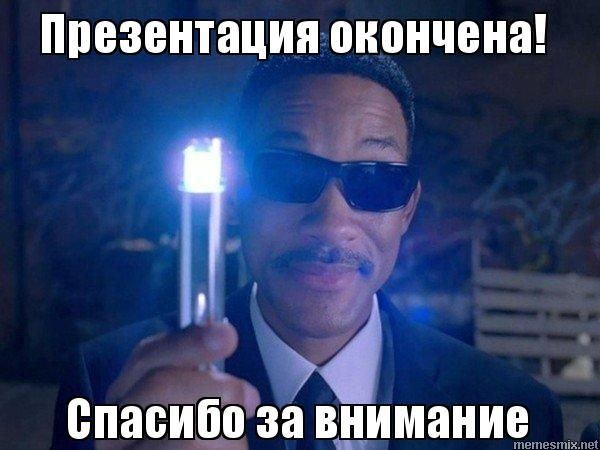 Презентация окончена!
Спасибо за внимание
memesmix.net